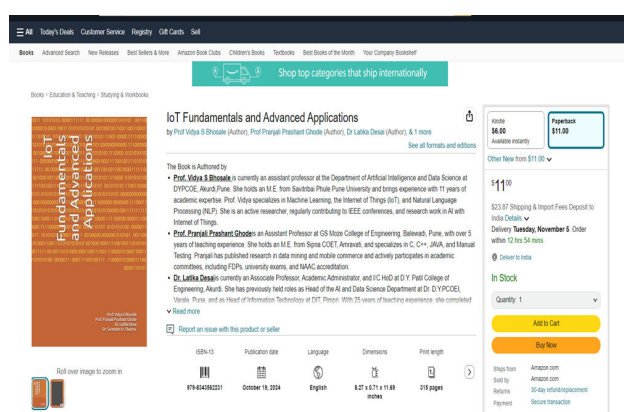 All Today's Deals Customer Service Registry Gift Cards Sell
Books Advanced Search New Releases Best Sellers & More Amazon Book Clubs Children's Books Textbooks Best Books of the Month Your Company Bookshelf
Shop top categories that ship internationally
Books › Education & Teaching › Studying & Workbooks
IoT
Fundamentals
and Advanced
Applications
Prof. Vidya S Bhosale
Prof. Pranjali Prashant Ghode
Dr Latika Desai
Roll over image to zoom in
IoT Fundamentals and Advanced Applications
by Prof Vidya S Bhosale (Author), Prof Pranjali Prashant Ghode (Author), Dr Latika Desai (Author), & 1 more
See all formats and editions
The Book is Authored by
• Prof. Vidya S Bhosale is currently an assistant professor at the Department of Artificial Intelligence and Data Science at
DYPCOE, Akurdi,Pune. She holds an M.E. from Savitribai Phule Pune University and brings experience with 11 years of
academic expertise. Prof. Vidya specializes in Machine Learning, the Internet of Things (IoT), and Natural Language
Processing (NLP). She is an active researcher, regularly contributing to IEEE conferences, and research work in AI with
Internet of Things.
• Prof. Pranjali Prashant Ghodeis an Assistant Professor at GS Moze College of Engineering, Balewadi, Pune, with over 5
years of teaching experience. She holds an M.E. from Sipna COET, Amravati, and specializes in C, C++, JAVA, and Manual
Testing. Pranjali has published research in data mining and mobile commerce and actively participates in academic
committees, including FDPs, university exams, and NAAC accreditation.
• Dr. Latika Desaiis currently an Associate Professor, Academic Administrator, and I/C HoD at D.Y. Patil College of
Engineering, Akurdi. She has previously held roles as Head of the AI and Data Science Department at Dr. D.Y.PCOEI,
Varale, Pune, and as Head of Information Technology at DIT, Pimpri. With 25 years of teaching experience, she completed
Read more
Report an issue with this product or seller
ISBN-13 Publication date Language Dimensions Print length
979-8343962231 October 19, 2024 English 8.27 x 0.71 x 11.69 315 pages
inches
Kindle
$6.00
Available instantly
Paperback
$11.00
Other New from $11.00
$11 00
$23.87 Shipping & Import Fees Deposit to
India Details
Delivery Tuesday, November 5. Order
within 12 hrs 54 mins
Deliver to India
In Stock
Quantity: 1
Add to Cart
Buy Now
Ships from Amazon.com
Sold by Amazon.com
Returns 30-day refund/replacement
Payment Secure transaction